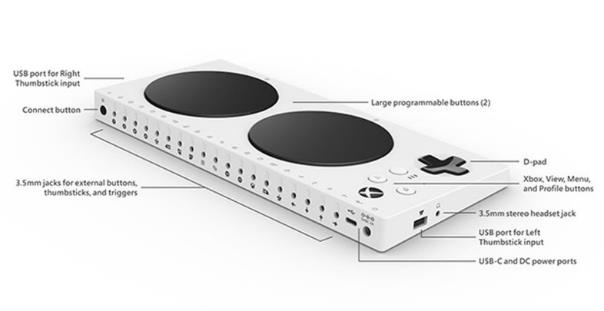 USB port for Right
Thumbstick input
Connect button
Large programmable buttons (2)
D-pad
Xbox, View, Menu,
and Profile buttons
3.5mm jacks for external buttons,
thumbsticks, and triggers
3.5mm stereo headset jack
USB port for Left
Thumbstick input
USB-C and DC power ports